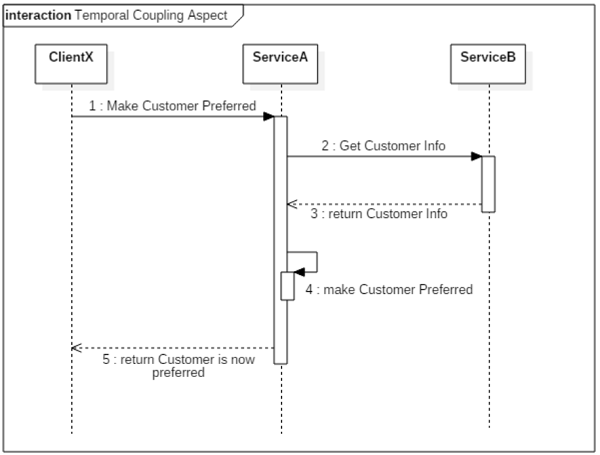 interaction Temporal Coupling Aspect
ClientX
ServiceA
ServiceB
1 : Make Customer Preferred
2 : Get Customer Info
3 : return Customer Info
4 : make Customer Preferred
5 : return Customer is now
preferred